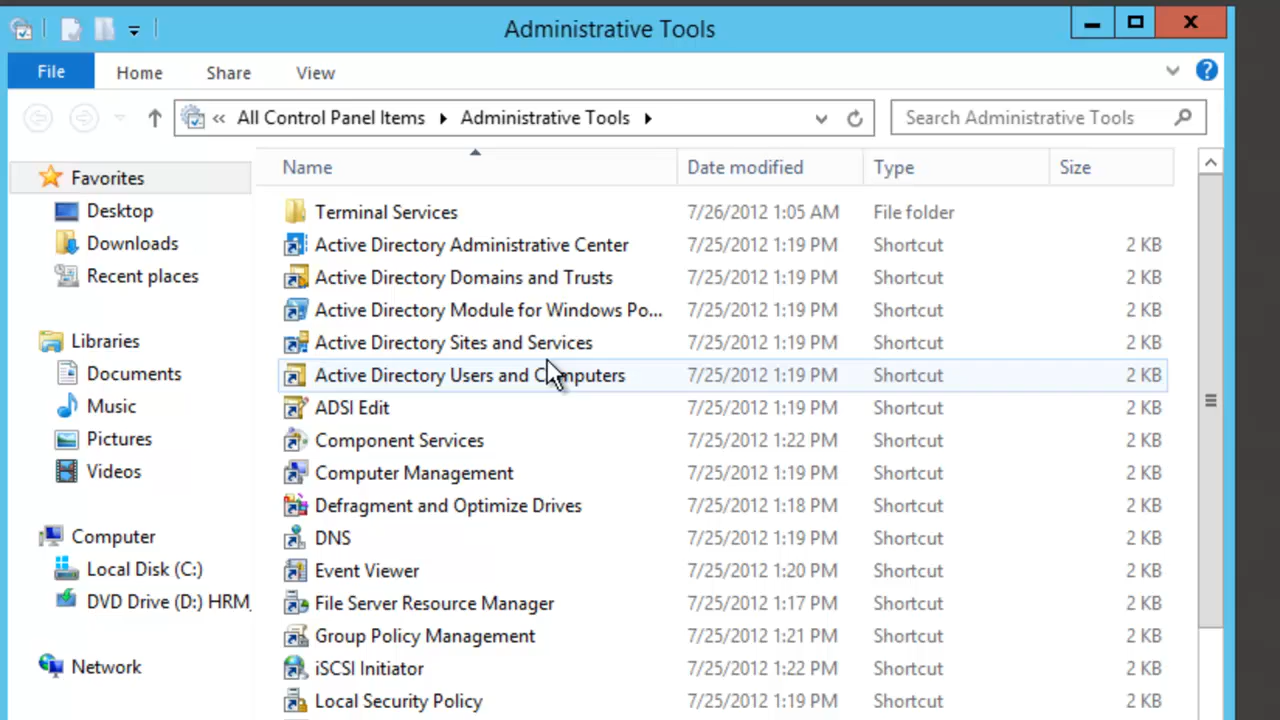 Administrative Tools
File Home Share View
« All Control Panel Items Administrative Tools Search Administrative Tools
Name Date modified Type Size
Favorites
Desktop
Downloads
Recent places
Libraries
Documents
Music
Pictures
Videos
Computer
Local Disk (C:)
DVD Drive (D:) HRM_
Network
Terminal Services 7/26/2012 1:05 AM File folder
Active Directory Administrative Center 7/25/2012 1:19 PM Shortcut 2 KB
Active Directory Domains and Trusts 7/25/2012 1:19 PM Shortcut 2 KB
Active Directory Module for Windows Po... 7/25/2012 1:19 PM Shortcut 2 KB
Active Directory Sites and Services 7/25/2012 1:19 PM Shortcut 2 KB
Active Directory Users and Computers 7/25/2012 1:19 PM Shortcut 2 KB
ADSI Edit 7/25/2012 1:19 PM Shortcut 2 KB
Component Services 7/25/2012 1:22 PM Shortcut 2 KB
Computer Management 7/25/2012 1:19 PM Shortcut 2 KB
Defragment and Optimize Drives 7/25/2012 1:18 PM Shortcut 2 KB
DNS 7/25/2012 1:19 PM Shortcut 2 KB
Event Viewer 7/25/2012 1:20 PM Shortcut 2 KB
File Server Resource Manager 7/25/2012 1:17 PM Shortcut 2 KB
Group Policy Management 7/25/2012 1:21 PM Shortcut 2 KB
iSCSI Initiator 7/25/2012 1:22 PM Shortcut 2 KB
Local Security Policy 7/25/2012 1:19 PM Shortcut 2 KB